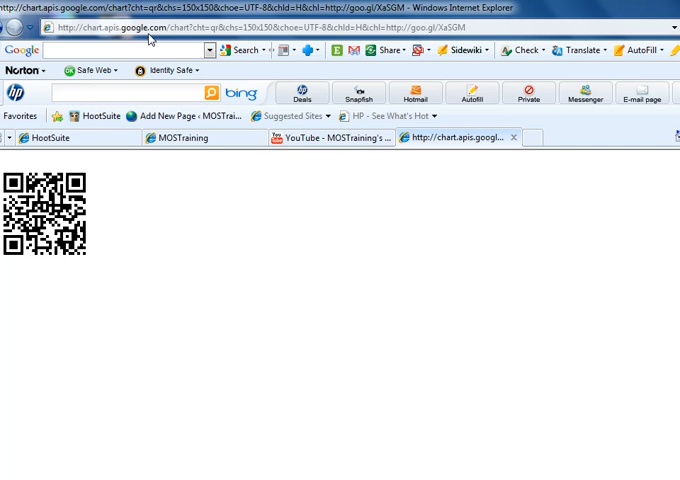 http://chart.apis.google.com/chart?cht=qr&chs=150x150&choe=UTF-8&chld=H&chl=http://goo.gl/XaSGM - Windows Internet Explorer
http://chart.apis.google.com/chart?cht=qr&chs=150x150&choe=UTF-8&chld=H&chl=http://goo.gl/XaSGM
Google Search Share Sidewiki Check Translate AutoFill
Norton OK Safe Web Identity Safe
hp bing Deals Snapfish Hotmail Autofill Private Messenger E-mail page
Favorites HootSuite Add New Page ‹ MOSTrai... Suggested Sites HP - See What's Hot
HootSuite MOSTraining YouTube - MOSTraining's ... http://chart.apis.googl... X